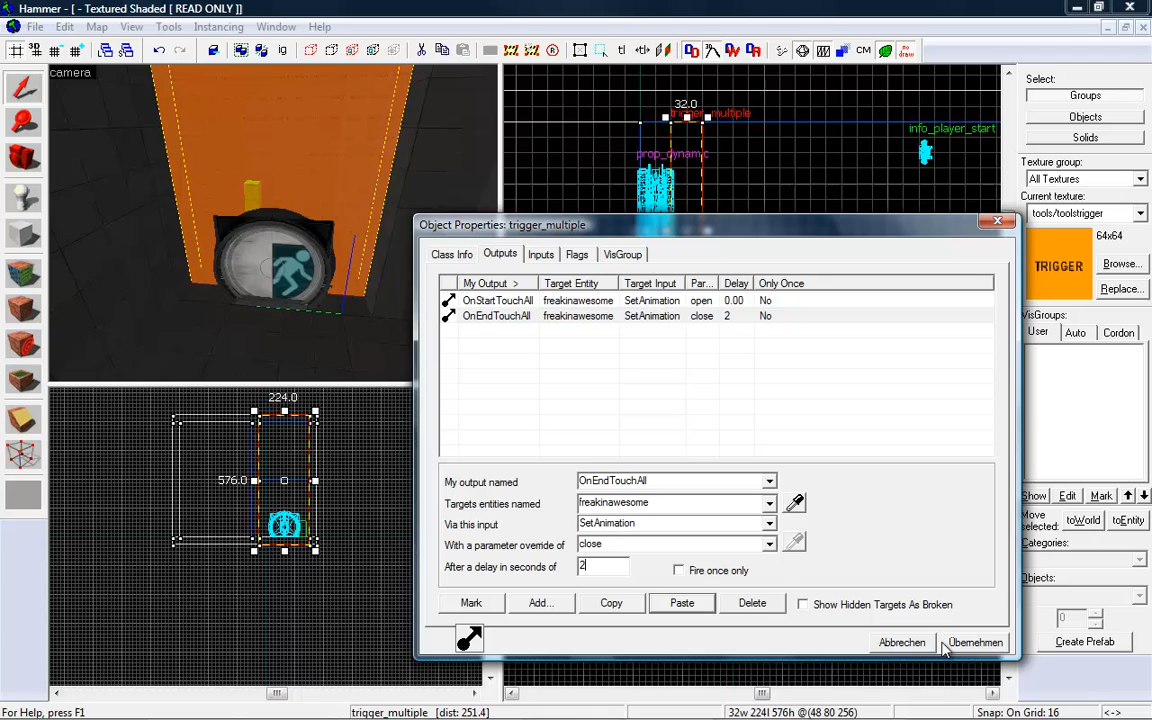 Hammer - [ - Textured Shaded [ READ ONLY ]]
File Edit Map View Tools Instancing Window Help
3D
ig
tl
CM
no draw
camera
32.0
trigger_multiple
prop_dynamic
info_player_start
224.0
576.0
Object Properties: trigger_multiple
Class Info Outputs Inputs Flags VisGroup
My Output > Target Entity Target Input Par... Delay Only Once
OnStartTouchAll freakinawesome SetAnimation open 0.00 No
OnEndTouchAll freakinawesome SetAnimation close 2 No
My output named OnEndTouchAll
Targets entities named freakinawesome
Via this input SetAnimation
With a parameter override of close
After a delay in seconds of 2 Fire once only
Mark Add... Copy Paste Delete Show Hidden Targets As Broken
Abbrechen Übernehmen
Select:
Groups
Objects
Solids
Texture group:
All Textures
Current texture:
tools/toolstrigger
TRIGGER
64x64
Browse...
Replace...
VisGroups:
User Auto Cordon
Show Edit Mark
Move selected: toWorld toEntity
Categories:
Objects:
0
Create Prefab
For Help, press F1
trigger_multiple [dist: 251.4]
32w 224l 576h @(48 80 256)
Snap: On Grid: 16
<->